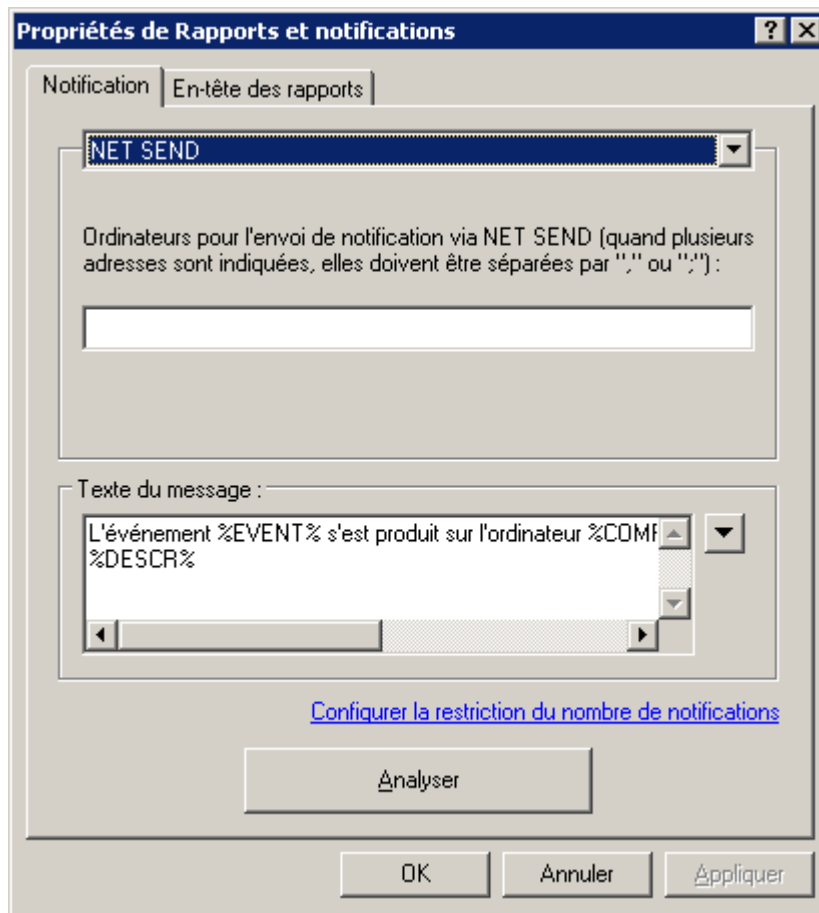 Propriétés de Rapports et notifications
Notification
En-tête des rapports
NET SEND
Ordinateurs pour l'envoi de notification via NET SEND (quand plusieurs
adresses sont indiquées, elles doivent être séparées par "," ou ";") :
Texte du message :
L'événement %EVENT% s'est produit sur l'ordinateur
%DESCR%
Configurer la restriction du nombre de notifications
Analyser
OK
Annuler
Appliquer